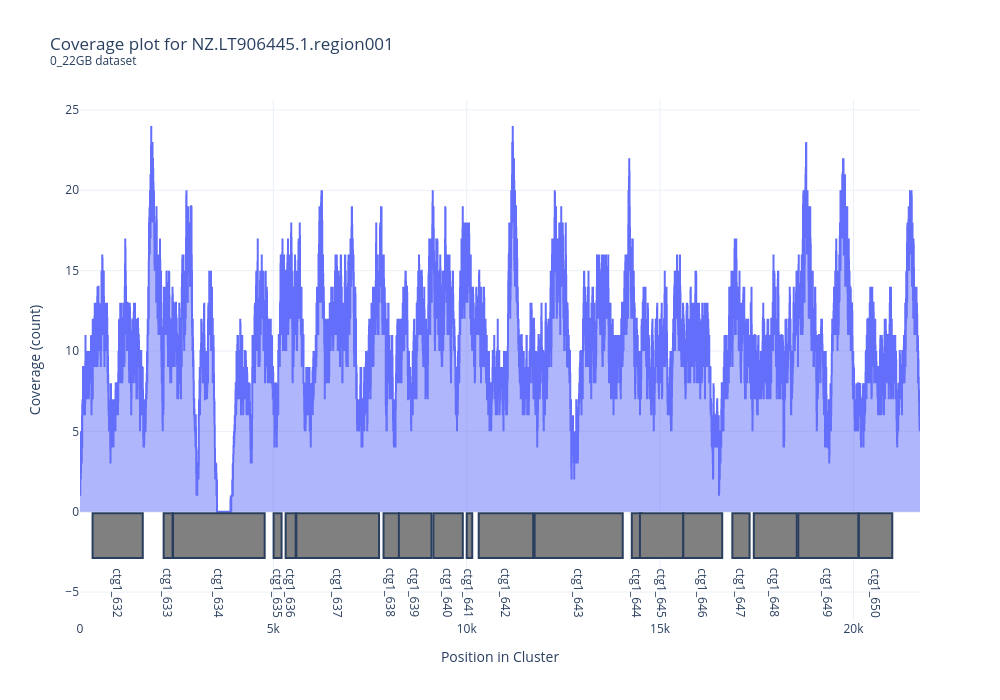 Coverage plot for NZ.LT906445.1.region001
0_22GB dataset
25
20
15
10
5
0
−5
Coverage (count)
ctg1_632
ctg1_633
ctg1_634
ctg1_635
ctg1_636
ctg1_637
ctg1_638
ctg1_639
ctg1_640
ctg1_641
ctg1_642
ctg1_643
ctg1_644
ctg1_645
ctg1_646
ctg1_647
ctg1_648
ctg1_649
ctg1_650
0
5k
10k
15k
20k
Position in Cluster